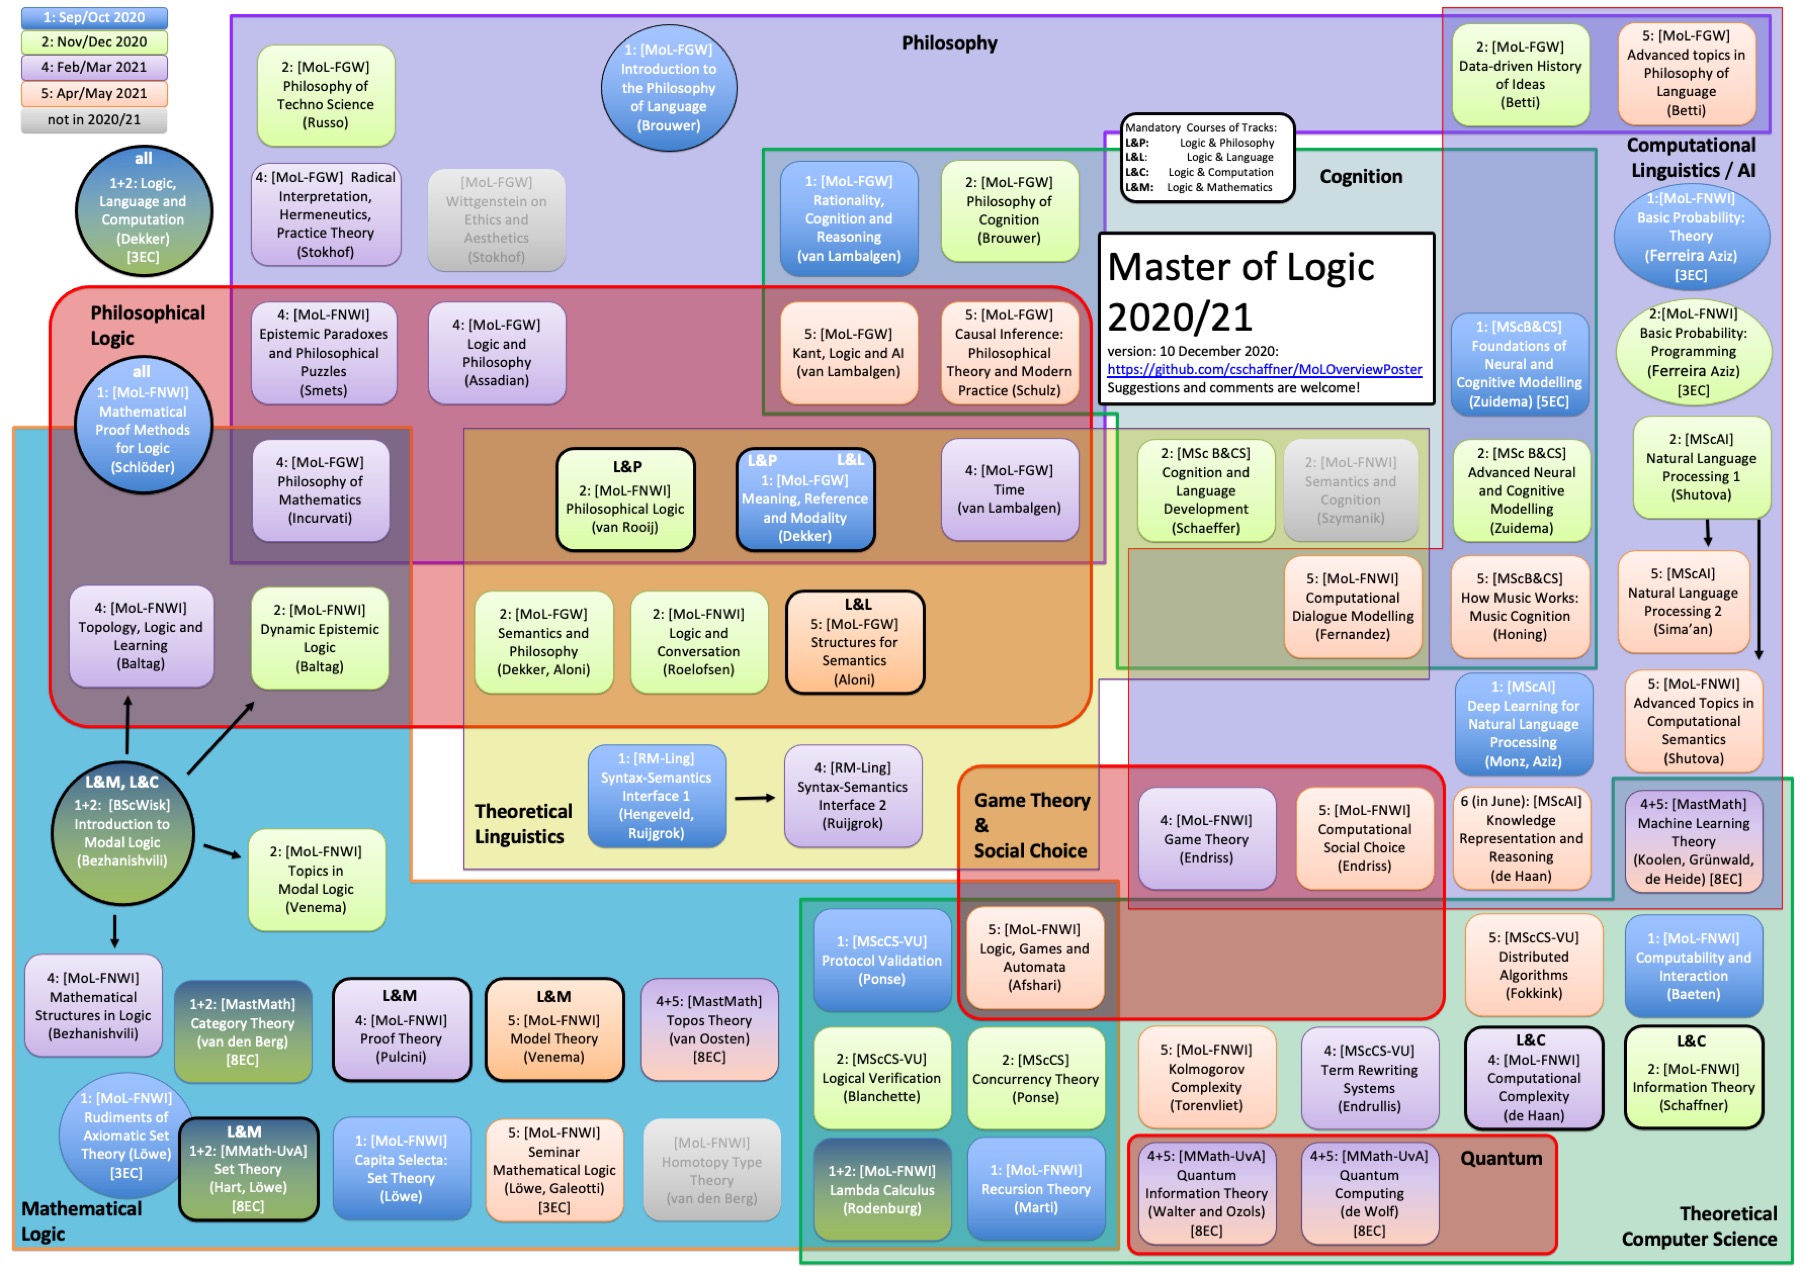 1: Sep/Oct 2020
2: Nov/Dec 2020
4: Feb/Mar 2021
5: Apr/May 2021
not in 2020/21
all
1+2: Logic,
Language and
Computation
(Dekker)
[3EC]
Philosophy
2: [MoL-FGW]
Philosophy of
Techno Science
(Russo)
1: [MoL-FGW]
Introduction to
the Philosophy
of Language
(Brouwer)
2: [MoL-FGW]
Data-driven History
of Ideas
(Betti)
5: [MoL-FGW]
Advanced topics in
Philosophy of
Language
(Betti)
4: [MoL-FGW] Radical
Interpretation,
Hermeneutics,
Practice Theory
(Stokhof)
[MoL-FGW]
Wittgenstein on
Ethics and
Aesthetics
(Stokhof)
1: [MoL-FGW]
Rationality,
Cognition and
Reasoning
(van Lambalgen)
2: [MoL-FGW]
Philosophy of
Cognition
(Brouwer)
Mandatory Courses of Tracks:
L&P: Logic & Philosophy
L&L: Logic & Language
L&C: Logic & Computation
L&M: Logic & Mathematics
Cognition
Computational
Linguistics / AI
1:[MoL-FNWI]
Basic Probability:
Theory
(Ferreira Aziz)
[3EC]
Master of Logic
2020/21
version: 10 December 2020:
https://github.com/cschaffner/MoLOverviewPoster
Suggestions and comments are welcome!
Philosophical
Logic
all
1: [MoL-FNWI]
Mathematical
Proof Methods
for Logic
(Schlöder)
4: [MoL-FNWI]
Epistemic Paradoxes
and Philosophical
Puzzles
(Smets)
4: [MoL-FGW]
Logic and
Philosophy
(Assadian)
5: [MoL-FGW]
Kant, Logic and AI
(van Lambalgen)
5: [MoL-FGW]
Causal Inference:
Philosophical
Theory and Modern
Practice (Schulz)
1: [MScB&CS]
Foundations of
Neural and
Cognitive Modelling
(Zuidema) [5EC]
2:[MoL-FNWI]
Basic Probability:
Programming
(Ferreira Aziz)
[3EC]
4: [MoL-FGW]
Philosophy of
Mathematics
(Incurvati)
L&P
2: [MoL-FNWI]
Philosophical Logic
(van Rooij)
L&P L&L
1: [MoL-FGW]
Meaning, Reference
and Modality
(Dekker)
4: [MoL-FGW]
Time
(van Lambalgen)
2: [MSc B&CS]
Cognition and
Language
Development
(Schaeffer)
2: [MoL-FNWI]
Semantics and
Cognition
(Szymanik)
2: [MSc B&CS]
Advanced Neural
and Cognitive
Modelling
(Zuidema)
2: [MScAI]
Natural Language
Processing 1
(Shutova)
4: [MoL-FNWI]
Topology, Logic and
Learning
(Baltag)
2: [MoL-FNWI]
Dynamic Epistemic
Logic
(Baltag)
2: [MoL-FGW]
Semantics and
Philosophy
(Dekker, Aloni)
2: [MoL-FNWI]
Logic and
Conversation
(Roelofsen)
L&L
5: [MoL-FGW]
Structures for
Semantics
(Aloni)
5: [MoL-FNWI]
Computational
Dialogue Modelling
(Fernandez)
5: [MScB&CS]
How Music Works:
Music Cognition
(Honing)
5: [MScAI]
Natural Language
Processing 2
(Sima’an)
1: [MScAI]
Deep Learning for
Natural Language
Processing
(Monz, Aziz)
5: [MoL-FNWI]
Advanced Topics in
Computational
Semantics
(Shutova)
L&M, L&C
1+2: [BScWisk]
Introduction to
Modal Logic
(Bezhanishvili)
Theoretical
Linguistics
1: [RM-Ling]
Syntax-Semantics
Interface 1
(Hengeveld,
Ruijgrok)
4: [RM-Ling]
Syntax-Semantics
Interface 2
(Ruijgrok)
Game Theory
&
Social Choice
4: [MoL-FNWI]
Game Theory
(Endriss)
5: [MoL-FNWI]
Computational
Social Choice
(Endriss)
6 (in June): [MScAI]
Knowledge
Representation and
Reasoning
(de Haan)
4+5: [MastMath]
Machine Learning
Theory
(Koolen, Grünwald,
de Heide) [8EC]
2: [MoL-FNWI]
Topics in
Modal Logic
(Venema)
1: [MScCS-VU]
Protocol Validation
(Ponse)
5: [MoL-FNWI]
Logic, Games and
Automata
(Afshari)
5: [MScCS-VU]
Distributed
Algorithms
(Fokkink)
1: [MoL-FNWI]
Computability and
Interaction
(Baeten)
4: [MoL-FNWI]
Mathematical
Structures in Logic
(Bezhanishvili)
1+2: [MastMath]
Category Theory
(van den Berg)
[8EC]
L&M
4: [MoL-FNWI]
Proof Theory
(Pulcini)
L&M
5: [MoL-FNWI]
Model Theory
(Venema)
4+5: [MastMath]
Topos Theory
(van Oosten)
[8EC]
2: [MScCS-VU]
Logical Verification
(Blanchette)
2: [MScCS]
Concurrency Theory
(Ponse)
5: [MoL-FNWI]
Kolmogorov
Complexity
(Torenvliet)
4: [MScCS-VU]
Term Rewriting
Systems
(Endrullis)
L&C
4: [MoL-FNWI]
Computational
Complexity
(de Haan)
L&C
2: [MoL-FNWI]
Information Theory
(Schaffner)
1: [MoL-FNWI]
Rudiments of
Axiomatic Set
Theory (Löwe)
[3EC]
L&M
1+2: [MMath-UvA]
Set Theory
(Hart, Löwe)
[8EC]
1: [MoL-FNWI]
Capita Selecta:
Set Theory
(Löwe)
5: [MoL-FNWI]
Seminar
Mathematical Logic
(Löwe, Galeotti)
[3EC]
[MoL-FNWI]
Homotopy Type
Theory
(van den Berg)
1+2: [MoL-FNWI]
Lambda Calculus
(Rodenburg)
1: [MoL-FNWI]
Recursion Theory
(Marti)
4+5: [MMath-UvA]
Quantum
Information Theory
(Walter and Ozols)
[8EC]
4+5: [MMath-UvA]
Quantum
Computing
(de Wolf)
[8EC]
Quantum
Mathematical
Logic
Theoretical
Computer Science